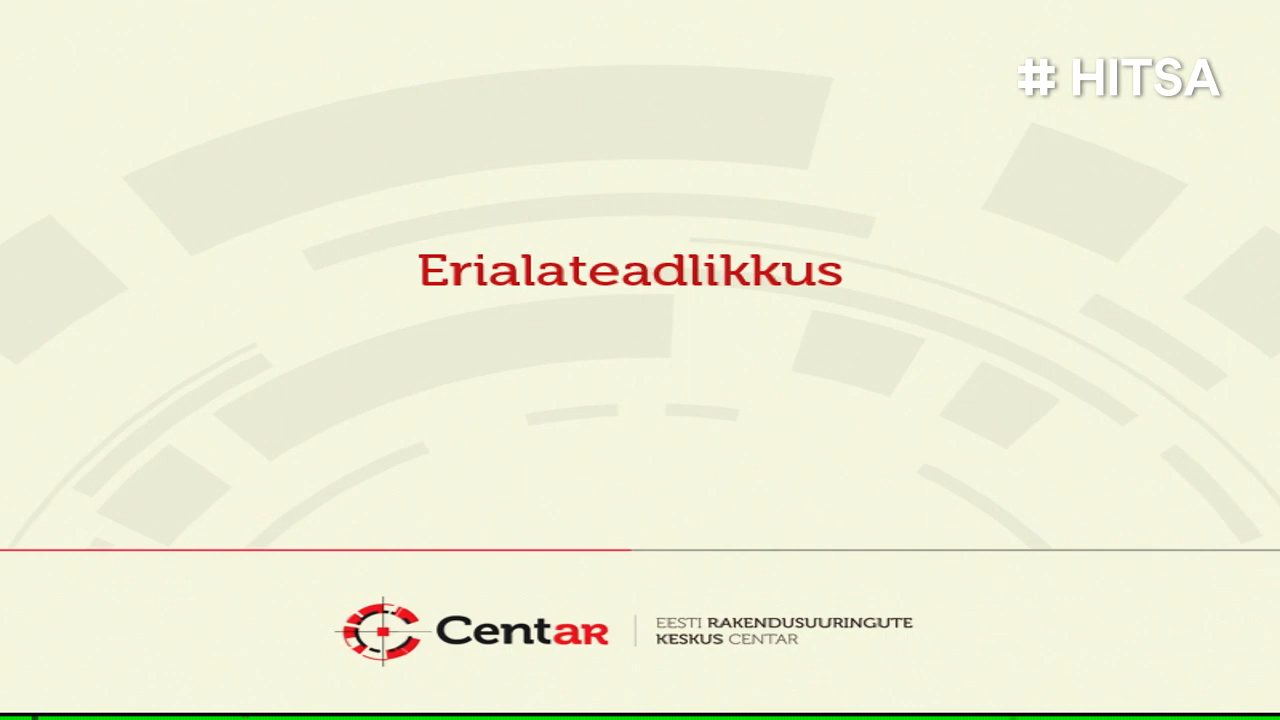 # HITSA
Erialateadlikkus
Centar
EESTI RAKENDUSUURINGUTE
KESKUS CENTAR